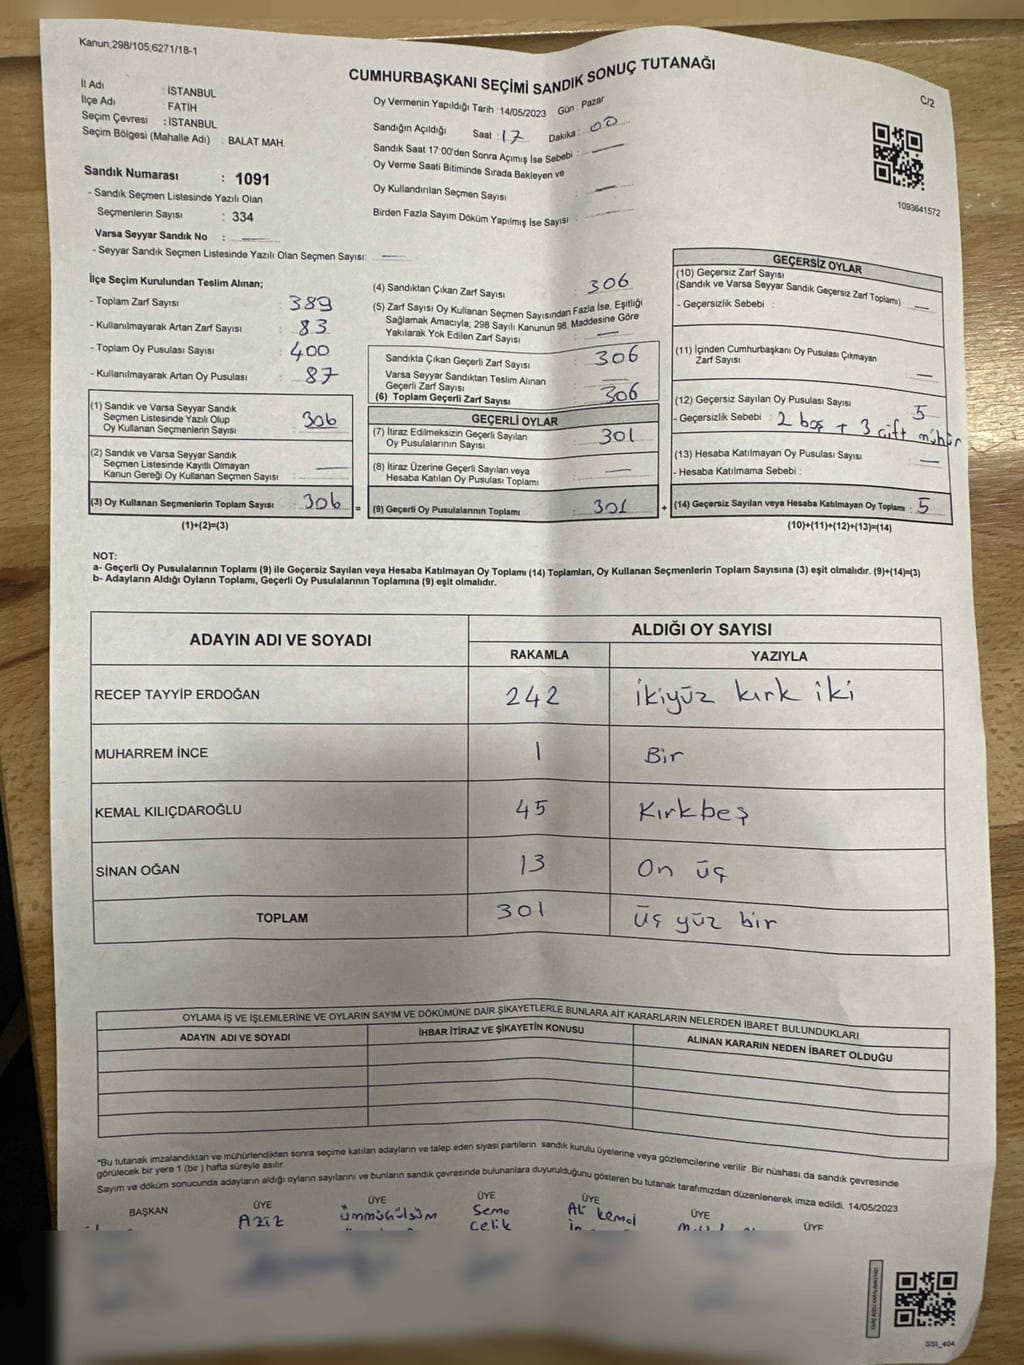 Kanun;298/105;6271/18-1
CUMHURBAŞKANI SEÇİMİ SANDIK SONUÇ TUTANAĞI
C/2
İl Adı : İSTANBUL
İlçe Adı : FATİH
Seçim Çevresi : İSTANBUL
Seçim Bölgesi (Mahalle Adı) : BALAT MAH.
Sandık Numarası : 1091
- Sandık Seçmen Listesinde Yazılı Olan
Seçmenlerin Sayısı : 334
Varsa Seyyar Sandık No :
- Seyyar Sandık Seçmen Listesinde Yazılı Olan Seçmen Sayısı:
Oy Vermenin Yapıldığı Tarih : 14/05/2023 Gün : Pazar
Sandığın Açıldığı Saat : 17 Dakika : 00
Sandık Saat 17:00'den Sonra Açımış İse Sebebi :
Oy Verme Saati Bitiminde Sırada Bekleyen ve
Oy Kullandırılan Seçmen Sayısı :
Birden Fazla Sayım Döküm Yapılmış İse Sayısı :
1093641572
İlçe Seçim Kurulundan Teslim Alınan;
- Toplam Zarf Sayısı : 389
- Kullanılmayarak Artan Zarf Sayısı : 83
- Toplam Oy Pusulası Sayısı : 400
- Kullanılmayarak Artan Oy Pusulası : 87
(1) Sandık ve Varsa Seyyar Sandık
Seçmen Listesinde Yazılı Olup
Oy Kullanan Seçmenlerin Sayısı : 306
(2) Sandık ve Varsa Seyyar Sandık
Seçmen Listesinde Kayıtlı Olmayan
Kanun Gereği Oy Kullanan Seçmen Sayısı :
(3) Oy Kullanan Seçmenlerin Toplam Sayısı : 306 =
(1)+(2)=(3)
(4) Sandıktan Çıkan Zarf Sayısı : 306
(5) Zarf Sayısı Oy Kullanan Seçmen Sayısından Fazla İse, Eşitliği
Sağlamak Amacıyla; 298 Sayılı Kanunun 98. Maddesine Göre
Yakılarak Yok Edilen Zarf Sayısı :
Sandıkta Çıkan Geçerli Zarf Sayısı : 306
Varsa Seyyar Sandıktan Teslim Alınan
Geçerli Zarf Sayısı :
(6) Toplam Geçerli Zarf Sayısı : 306
GEÇERLİ OYLAR
(7) İtiraz Edilmeksizin Geçerli Sayılan
Oy Pusulalarının Sayısı : 301
(8) İtiraz Üzerine Geçerli Sayılan veya
Hesaba Katılan Oy Pusulası Toplamı :
(9) Geçerli Oy Pusulalarının Toplamı : 301 +
GEÇERSİZ OYLAR
(10) Geçersiz Zarf Sayısı
(Sandık ve Varsa Seyyar Sandık Geçersiz Zarf Toplamı) :
- Geçersizlik Sebebi :
(11) İçinden Cumhurbaşkanı Oy Pusulası Çıkmayan
Zarf Sayısı :
(12) Geçersiz Sayılan Oy Pusulası Sayısı : 5
- Geçersizlik Sebebi : 2 boş + 3 çift mühür
(13) Hesaba Katılmayan Oy Pusulası Sayısı :
- Hesaba Katılmama Sebebi :
(14) Geçersiz Sayılan veya Hesaba Katılmayan Oy Toplamı : 5
(10)+(11)+(12)+(13)=(14)
NOT:
a- Geçerli Oy Pusulalarının Toplamı (9) ile Geçersiz Sayılan veya Hesaba Katılmayan Oy Toplamı (14) Toplamları, Oy Kullanan Seçmenlerin Toplam Sayısına (3) eşit olmalıdır. (9)+(14)=(3)
b- Adayların Aldığı Oyların Toplamı, Geçerli Oy Pusulalarının Toplamına (9) eşit olmalıdır.
ADAYIN ADI VE SOYADI ALDIĞI OY SAYISI
RAKAMLA YAZIYLA
RECEP TAYYİP ERDOĞAN 242 İkiyüz kırk iki
MUHARREM İNCE 1 Bir
KEMAL KILIÇDAROĞLU 45 Kırkbeş
SİNAN OĞAN 13 On üç
TOPLAM 301 Üç yüz bir
OYLAMA İŞ VE İŞLEMLERİNE VE OYLARIN SAYIM VE DÖKÜMÜNE DAİR ŞİKAYETLERLE BUNLARA AİT KARARLARIN NELERDEN İBARET BULUNDUKLARI
ADAYIN ADI VE SOYADI İHBAR İTİRAZ VE ŞİKAYETİN KONUSU ALINAN KARARIN NEDEN İBARET OLDUĞU
*Bu tutanak imzalandıktan ve mühürlendikten sonra seçime katılan adayların ve talep eden siyasi partilerin sandık kurulu üyelerine veya gözlemcilerine verilir. Bir nüshası da sandık çevresinde
görülecek bir yere 1 (bir ) hafta süreyle asılır.
Sayım ve döküm sonucunda adayların aldığı oyların sayılarını ve bunların sandık çevresinde bulunanlara duyurulduğunu gösteren bu tutanak tarafımızdan düzenlenerek imza edildi. 14/05/2023
BAŞKAN ÜYE ÜYE ÜYE ÜYE ÜYE ÜYE
Aziz Ümmügülsüm Sema Ali Kemal
Çelik
SSI_404